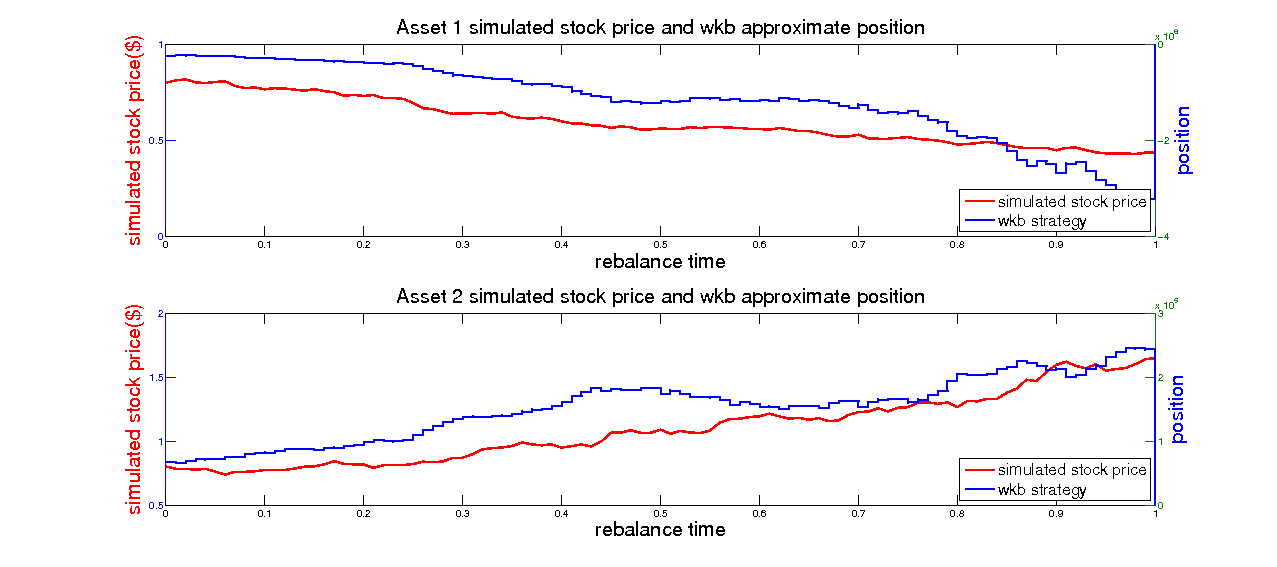 Asset 1 simulated stock price and wkb approximate position
simulated stock price($)
1
0.5
0
0 0.1 0.2 0.3 0.4 0.5 0.6 0.7 0.8 0.9 1
rebalance time
0
−2
−4
position
simulated stock price
wkb strategy
Asset 2 simulated stock price and wkb approximate position
simulated stock price($)
2
1.5
1
0.5
0 0.1 0.2 0.3 0.4 0.5 0.6 0.7 0.8 0.9 1
rebalance time
3
2
1
0
position
simulated stock price
wkb strategy